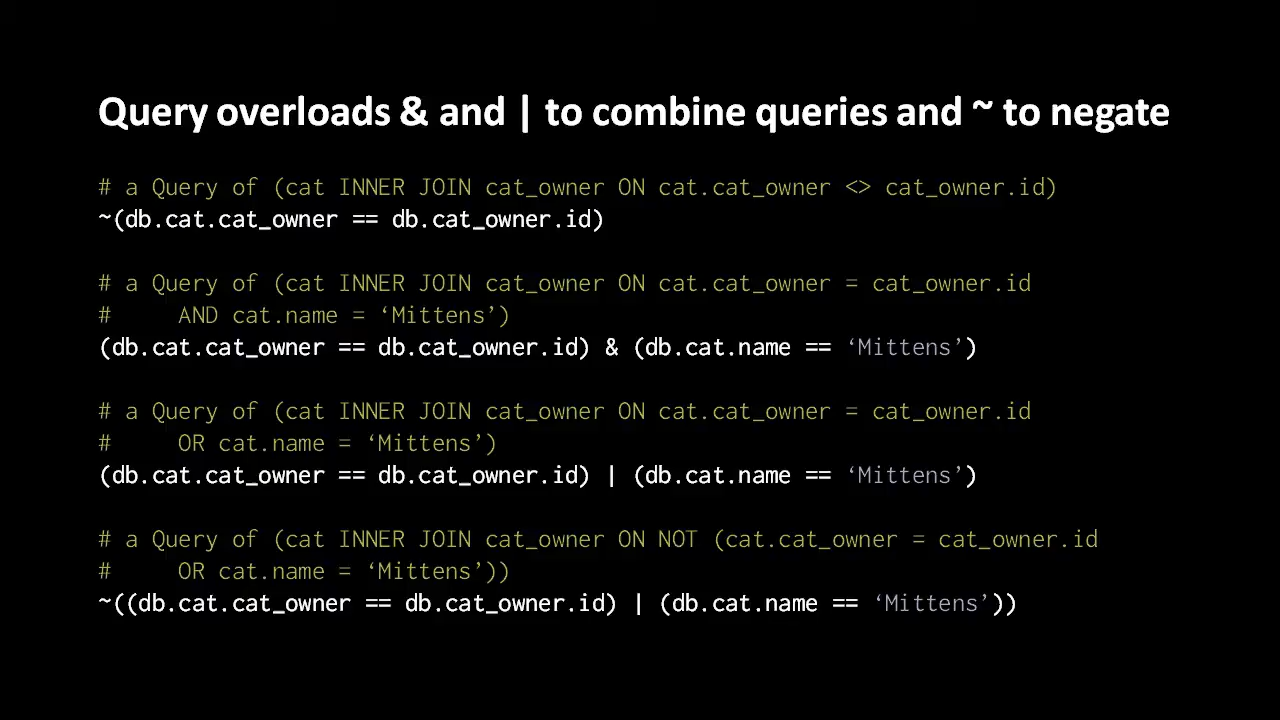 Query overloads & and | to combine queries and ~ to negate
# a Query of (cat INNER JOIN cat_owner ON cat.cat_owner <> cat_owner.id)
~(db.cat.cat_owner == db.cat_owner.id)
# a Query of (cat INNER JOIN cat_owner ON cat.cat_owner = cat_owner.id
#     AND cat.name = ‘Mittens’)
(db.cat.cat_owner == db.cat_owner.id) & (db.cat.name == ‘Mittens’)
# a Query of (cat INNER JOIN cat_owner ON cat.cat_owner = cat_owner.id
#     OR cat.name = ‘Mittens’)
(db.cat.cat_owner == db.cat_owner.id) | (db.cat.name == ‘Mittens’)
# a Query of (cat INNER JOIN cat_owner ON NOT (cat.cat_owner = cat_owner.id
#     OR cat.name = ‘Mittens’))
~((db.cat.cat_owner == db.cat_owner.id) | (db.cat.name == ‘Mittens’))